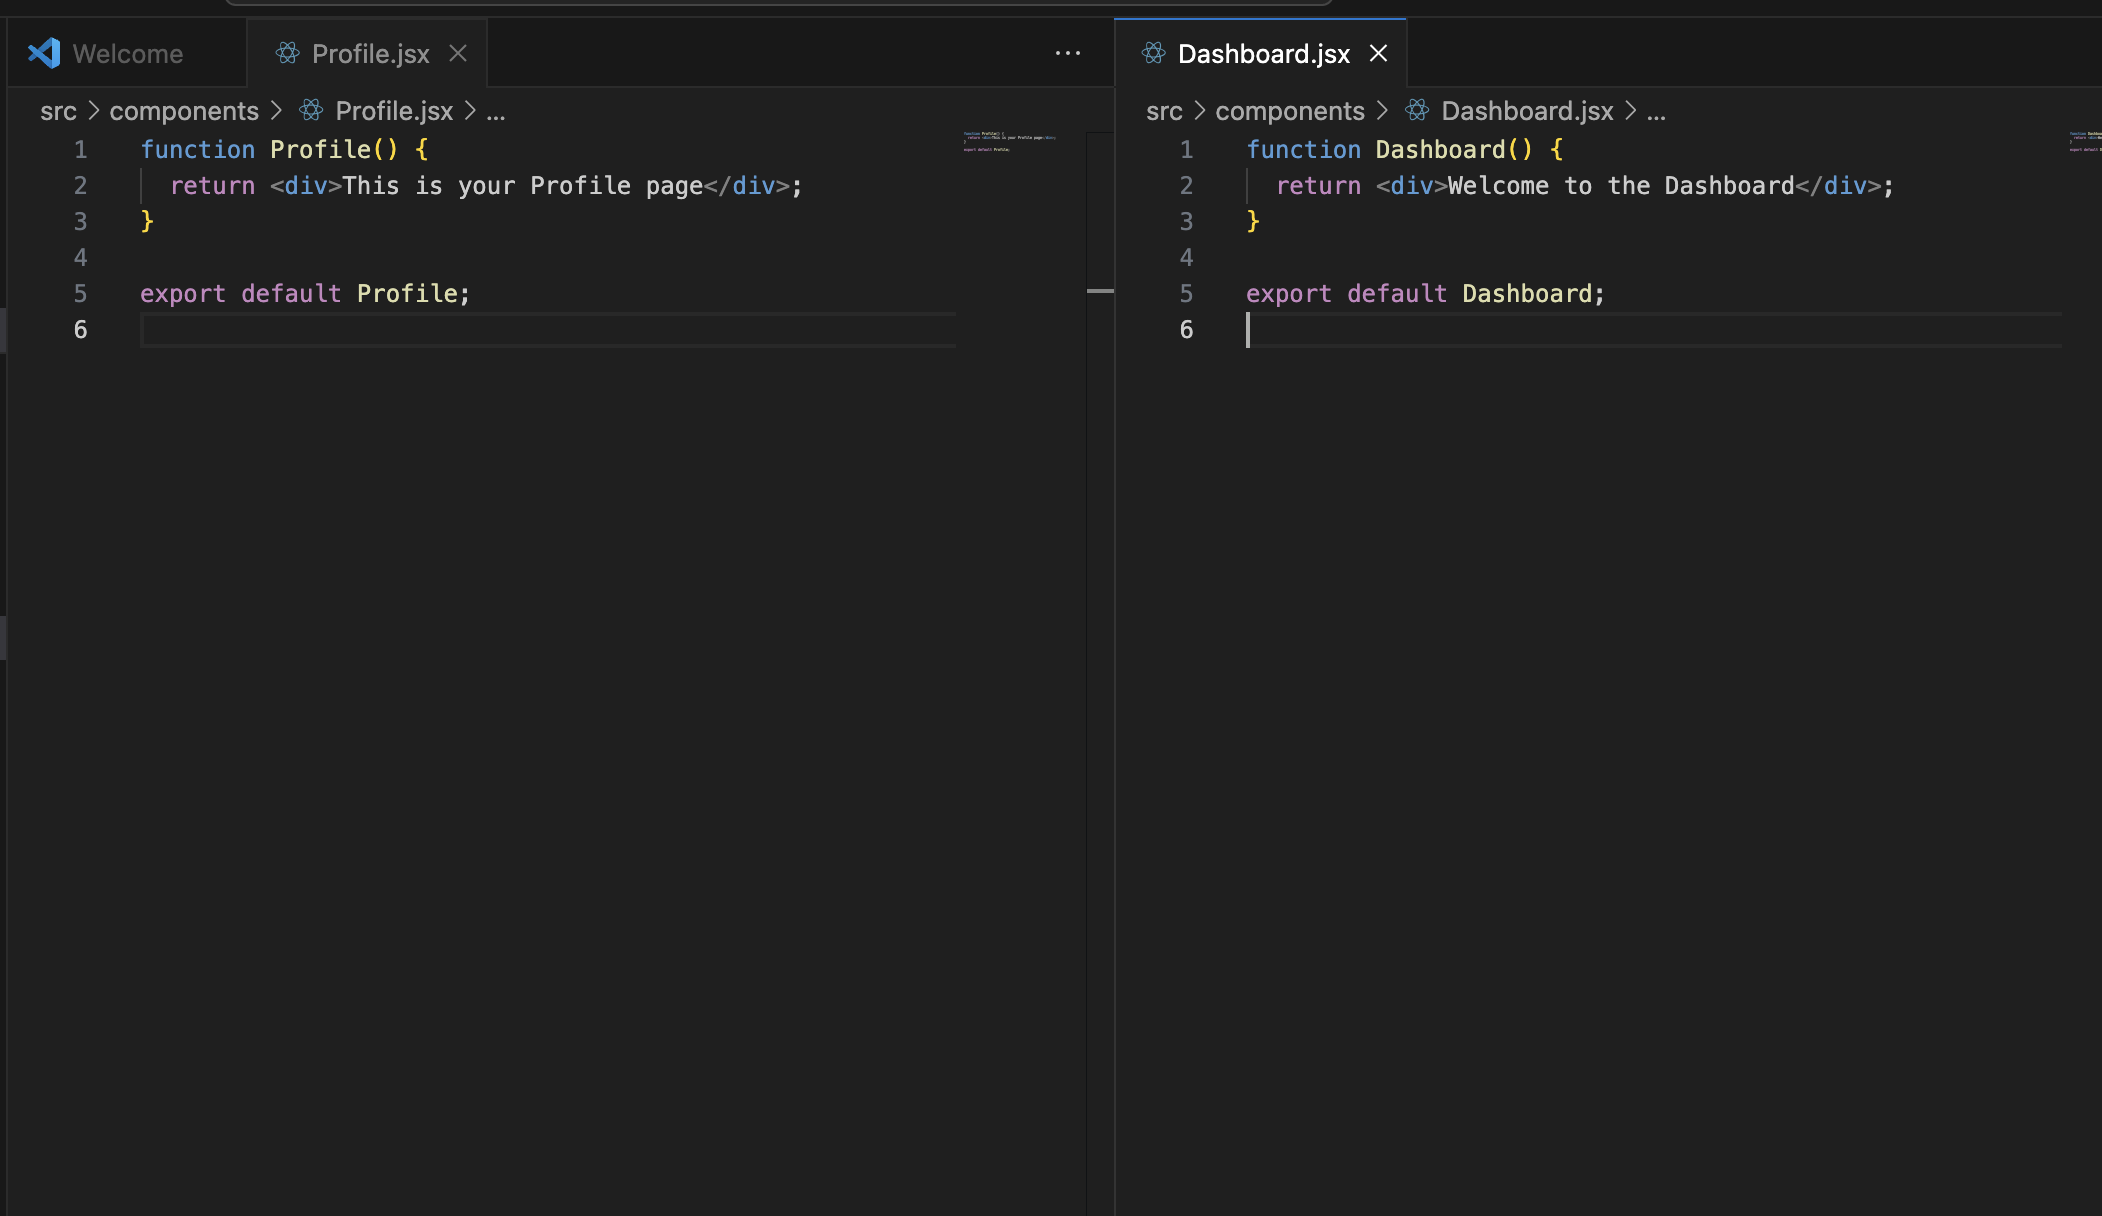 Welcome
Profile.jsx
src > components > Profile.jsx > ...
1 function Profile() {
2   return <div>This is your Profile page</div>;
3 }
4
5 export default Profile;
6
Dashboard.jsx
src > components > Dashboard.jsx > ...
1 function Dashboard() {
2   return <div>Welcome to the Dashboard</div>;
3 }
4
5 export default Dashboard;
6